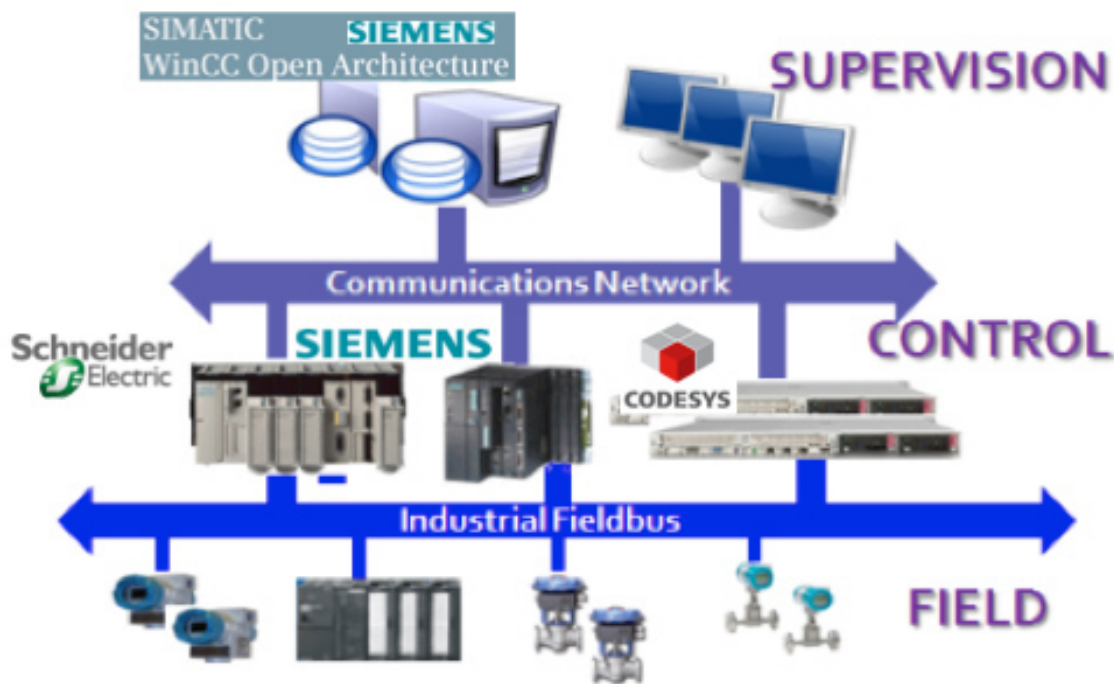 SIMATIC SIEMENS
WinCC Open Architecture
SUPERVISION
Communications Network
CONTROL
Schneider
Electric
SIEMENS
CODESYS
Industrial Fieldbus
FIELD